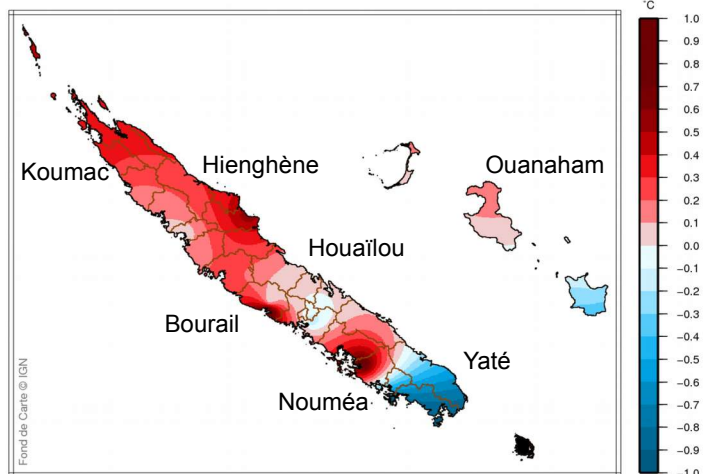 °C
1.0
0.9
0.8
0.7
0.6
0.5
0.4
0.3
0.2
0.1
0.0
−0.1
−0.2
−0.3
−0.4
−0.5
−0.6
−0.7
−0.8
−0.9
−1.0
Koumac
Hienghène
Ouanaham
Houaïlou
Bourail
Yaté
Nouméa
Fond de Carte © IGN